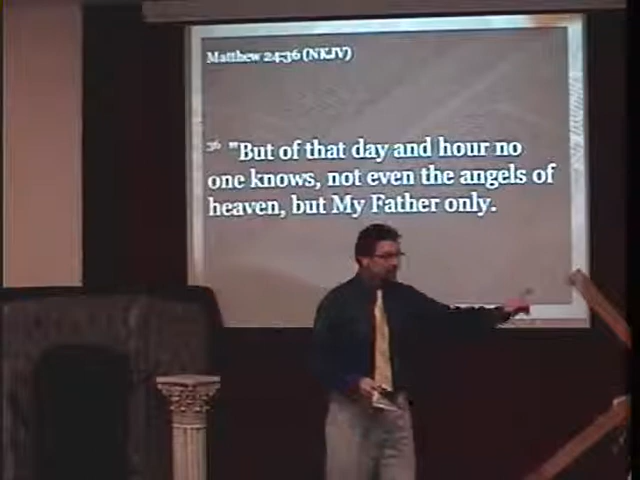 Matthew 24:36 (NKJV)
36 "But of that day and hour no
one knows, not even the angels of
heaven, but My Father only.